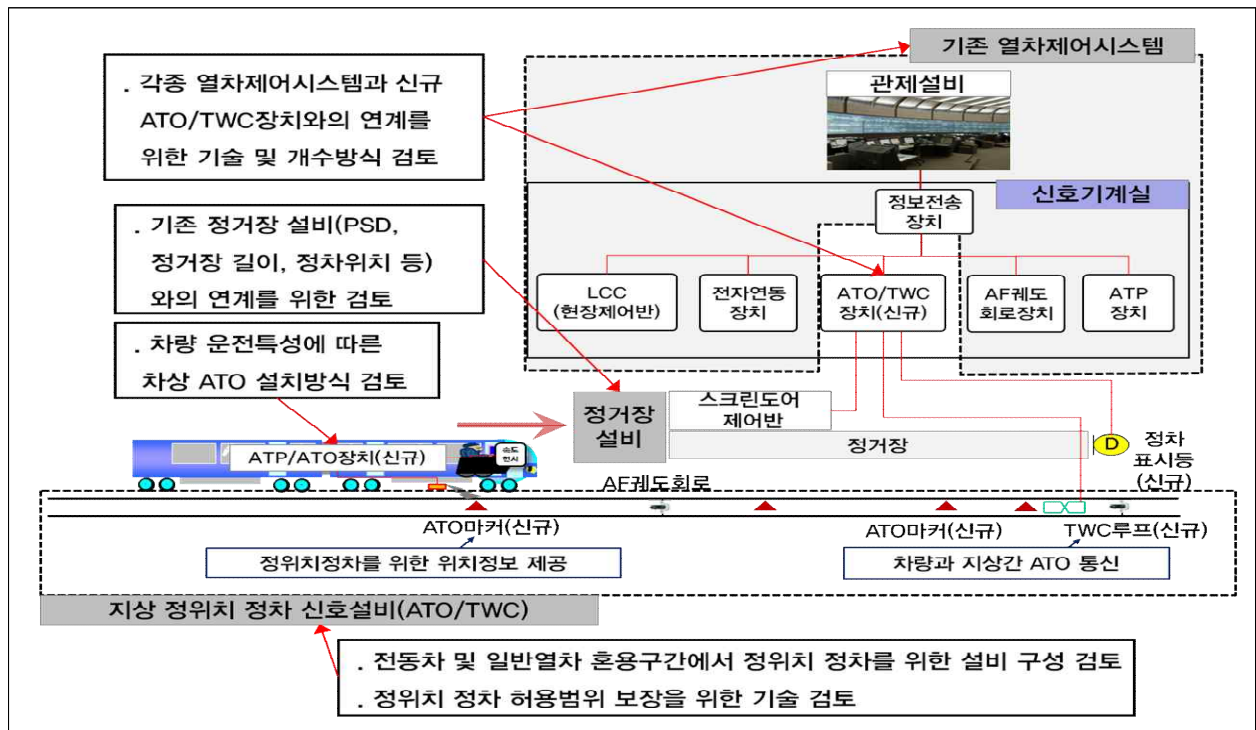 기존 열차제어시스템
. 각종 열차제어시스템과 신규
ATO/TWC장치와의 연계를
위한 기술 및 개수방식 검토
관제설비
신호기계실
정보전송
장치
. 기존 정거장 설비(PSD,
정거장 길이, 정차위치 등)
와의 연계를 위한 검토
LCC
(현장제어반)
전자연동
장치
ATO/TWC
장치(신규)
AF궤도
회로장치
ATP
장치
. 차량 운전특성에 따른
차상 ATO 설치방식 검토
정거장
설비
스크린도어
제어반
정거장
D
정차
표시등
(신규)
ATP/ATO장치(신규)
속도
현시
AF궤도회로
ATO마커(신규)
ATO마커(신규)
TWC루프(신규)
정위치정차를 위한 위치정보 제공
차량과 지상간 ATO 통신
지상 정위치 정차 신호설비(ATO/TWC)
. 전동차 및 일반열차 혼용구간에서 정위치 정차를 위한 설비 구성 검토
. 정위치 정차 허용범위 보장을 위한 기술 검토